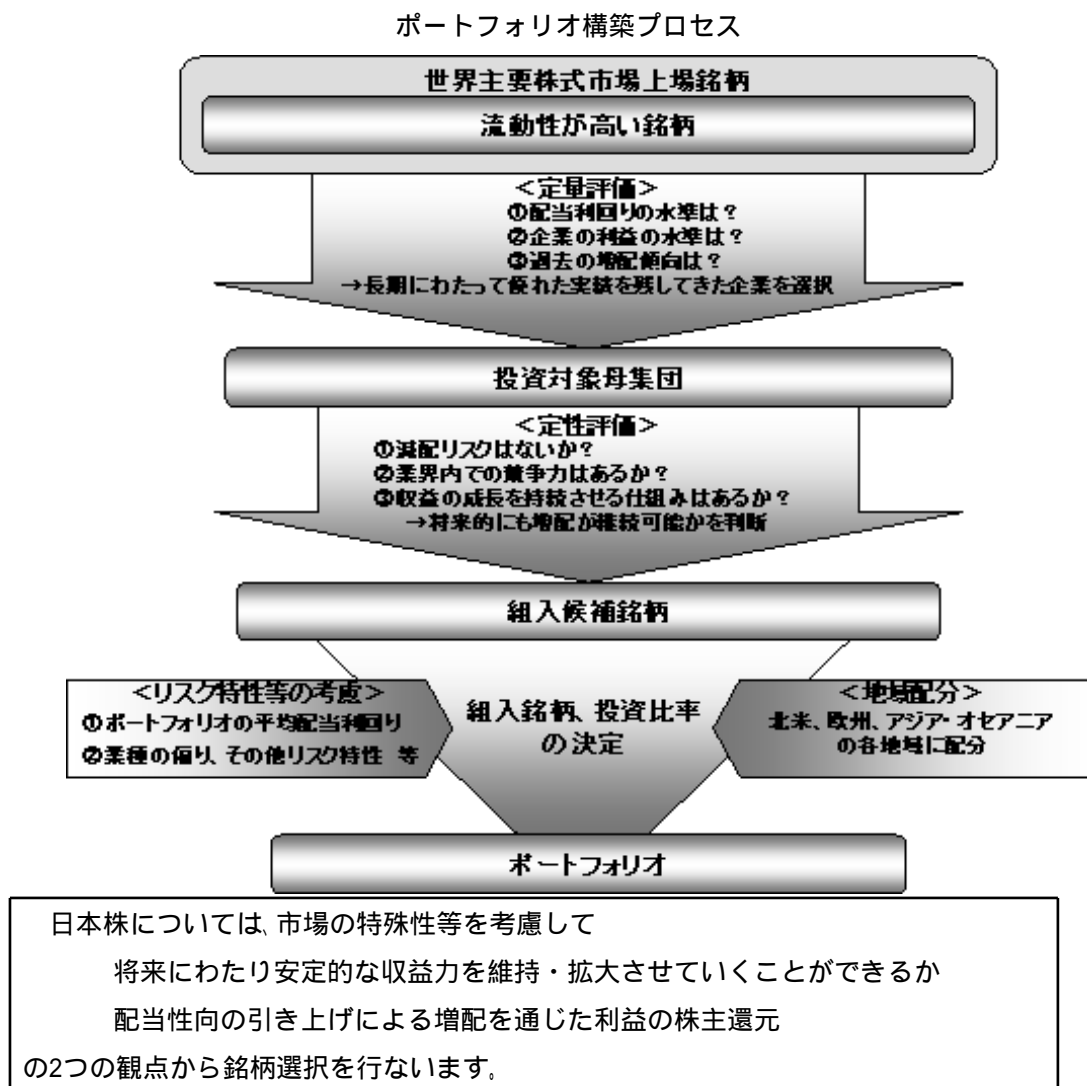 ポートフォリオ構築プロセス
世界主要株式市場上場銘柄
流動性が高い銘柄
<定量評価>
①配当利回りの水準は?
②企業の利益の水準は?
③過去の増配傾向は?
→長期にわたって優れた実績を残してきた企業を選択
投資対象母集団
<定性評価>
①減配リスクはないか?
②業界内での競争力はあるか?
③収益の成長を持続させる仕組みはあるか?
→将来的にも増配が継続可能かを判断
組入候補銘柄
<リスク特性等の考慮>
①ポートフォリオの平均配当利回り
②業種の偏り、その他リスク特性 等
組入銘柄、投資比率
の決定
<地域配分>
北米、欧州、アジア・オセアニア
の各地域に配分
ポートフォリオ
日本株については、市場の特殊性等を考慮して
将来にわたり安定的な収益力を維持・拡大させていくことができるか
配当性向の引き上げによる増配を通じた利益の株主還元
の2つの観点から銘柄選択を行ないます。